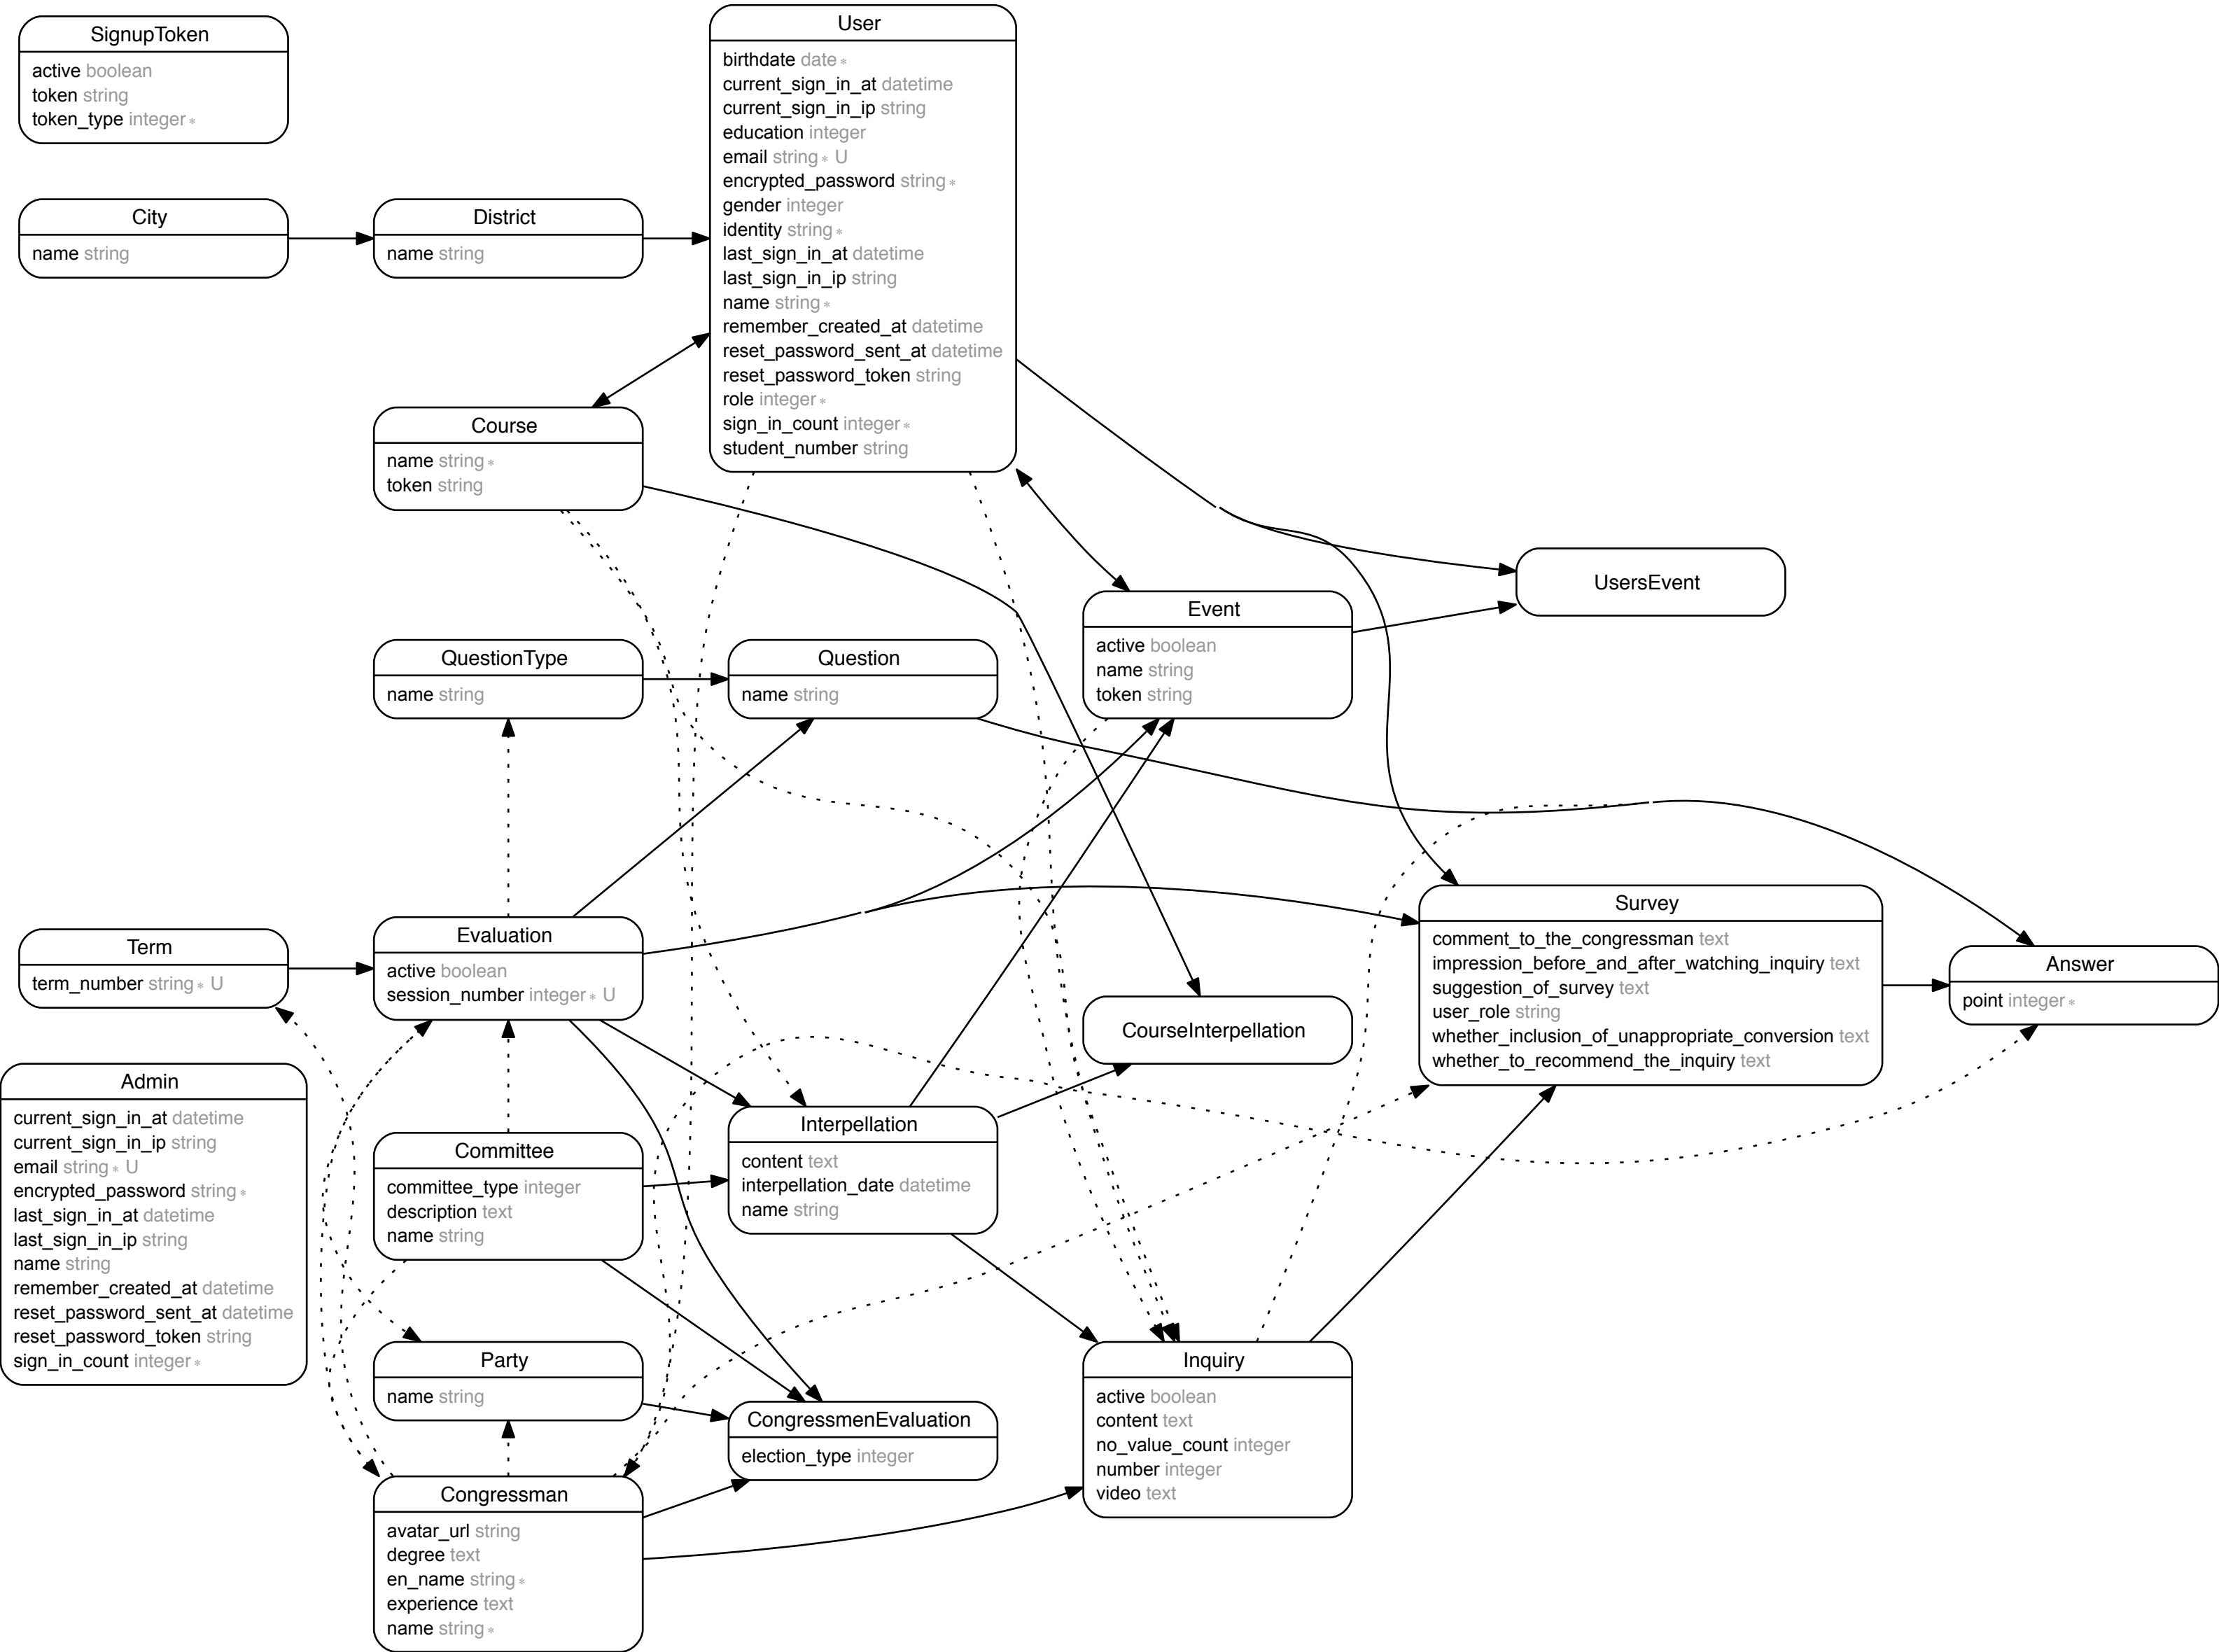 SignupToken
active boolean
token string
token_type integer ∗
User
birthdate date ∗
current_sign_in_at datetime
current_sign_in_ip string
education integer
email string ∗ U
encrypted_password string ∗
gender integer
identity string ∗
last_sign_in_at datetime
last_sign_in_ip string
name string ∗
remember_created_at datetime
reset_password_sent_at datetime
reset_password_token string
role integer ∗
sign_in_count integer ∗
student_number string
City
name string
District
name string
Course
name string ∗
token string
UsersEvent
Event
active boolean
name string
token string
QuestionType
name string
Question
name string
Survey
comment_to_the_congressman text
impression_before_and_after_watching_inquiry text
suggestion_of_survey text
user_role string
whether_inclusion_of_unappropriate_conversion text
whether_to_recommend_the_inquiry text
Term
term_number string ∗ U
Evaluation
active boolean
session_number integer ∗ U
Answer
point integer ∗
CourseInterpellation
Admin
current_sign_in_at datetime
current_sign_in_ip string
email string ∗ U
encrypted_password string ∗
last_sign_in_at datetime
last_sign_in_ip string
name string
remember_created_at datetime
reset_password_sent_at datetime
reset_password_token string
sign_in_count integer ∗
Committee
committee_type integer
description text
name string
Interpellation
content text
interpellation_date datetime
name string
Party
name string
CongressmenEvaluation
election_type integer
Inquiry
active boolean
content text
no_value_count integer
number integer
video text
Congressman
avatar_url string
degree text
en_name string ∗
experience text
name string ∗